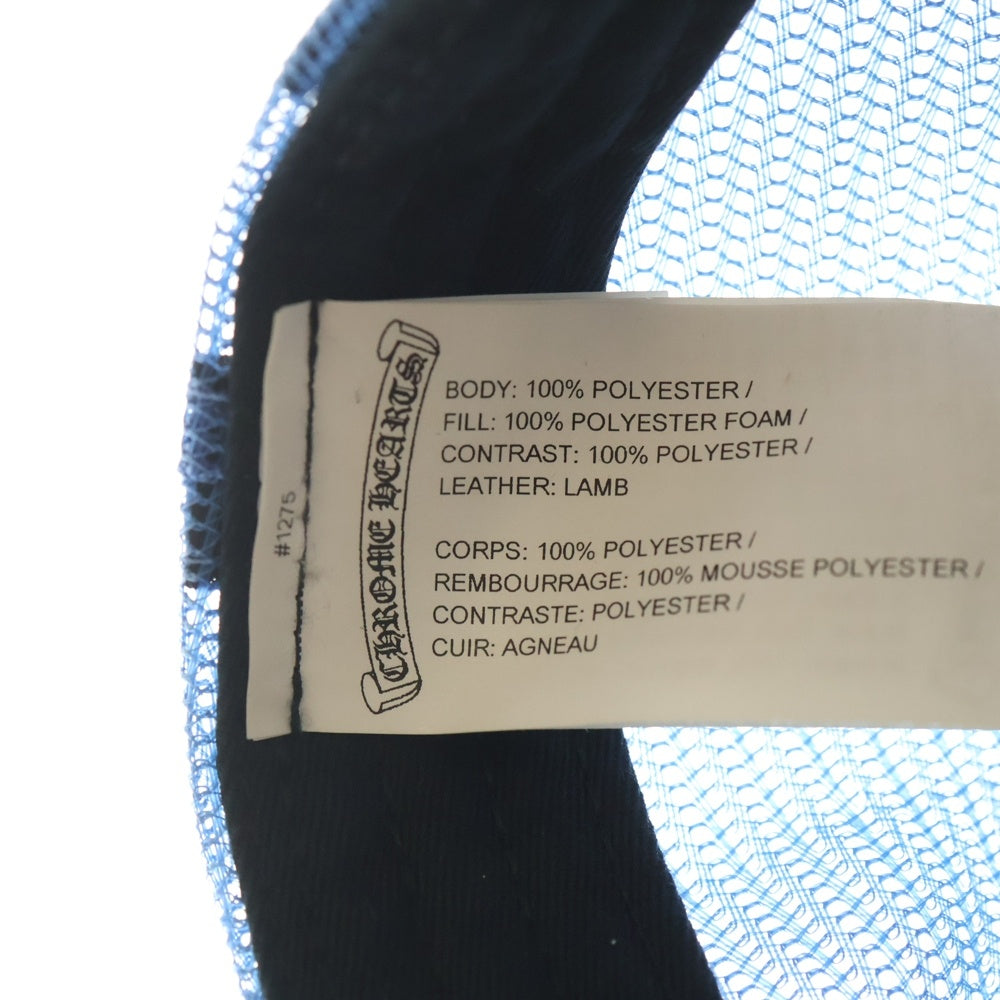 #1275
CHROME HEARTS
BODY: 100% POLYESTER /
FILL: 100% POLYESTER FOAM /
CONTRAST: 100% POLYESTER /
LEATHER: LAMB
CORPS: 100% POLYESTER /
REMBOURRAGE: 100% MOUSSE POLYESTER /
CONTRASTE: POLYESTER /
CUIR: AGNEAU